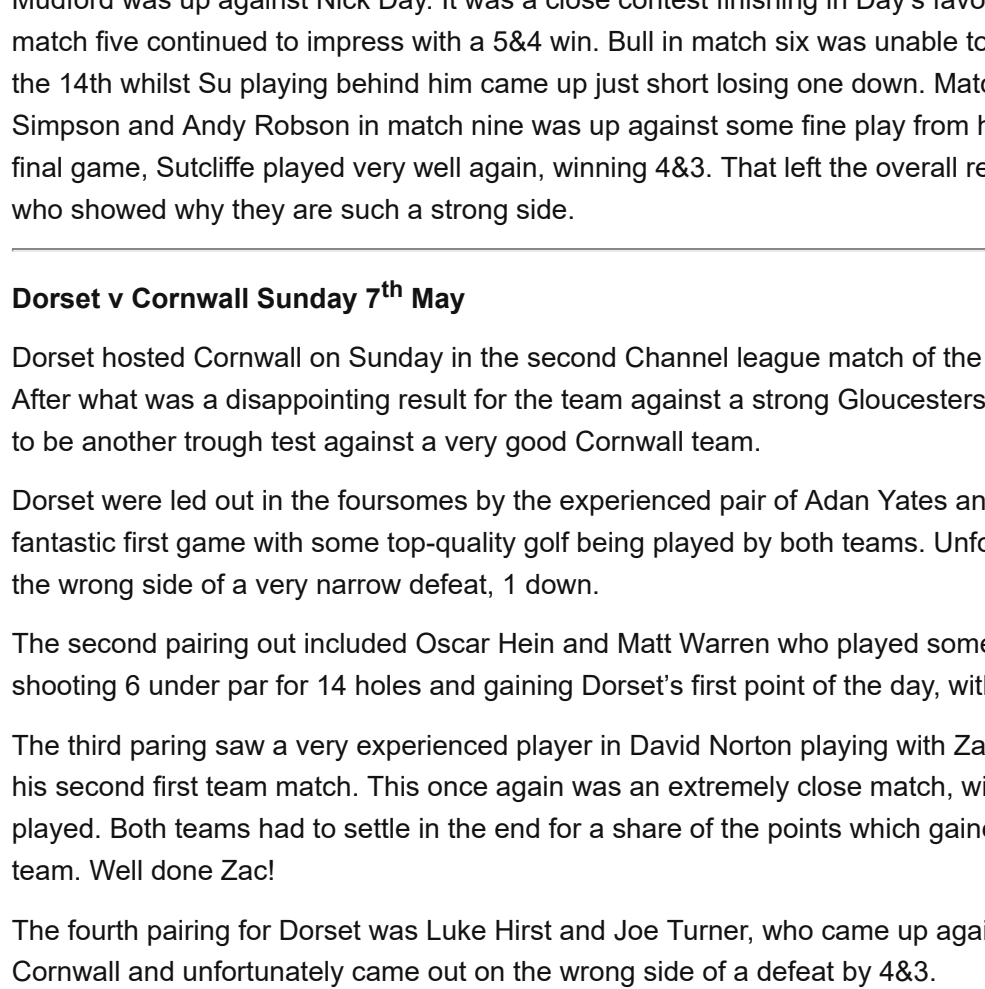 Mudford was up against Nick Day. It was a close contest finishing in Day's
match five continued to impress with a 5&4 win. Bull in match six was unable to
the 14th whilst Su playing behind him came up just short losing one down.
Simpson and Andy Robson in match nine was up against some fine play from
final game, Sutcliffe played very well again, winning 4&3. That left the overall
who showed why they are such a strong side.
Dorset v Cornwall Sunday 7th May
Dorset hosted Cornwall on Sunday in the second Channel league match of the
After what was a disappointing result for the team against a strong
to be another trough test against a very good Cornwall team.
Dorset were led out in the foursomes by the experienced pair of Adan Yates
fantastic first game with some top-quality golf being played by both teams.
the wrong side of a very narrow defeat, 1 down.
The second pairing out included Oscar Hein and Matt Warren who played some
shooting 6 under par for 14 holes and gaining Dorset's first point of the day,
The third paring saw a very experienced player in David Norton playing with
his second first team match. This once again was an extremely close match,
played. Both teams had to settle in the end for a share of the points which
team. Well done Zac!
The fourth pairing for Dorset was Luke Hirst and Joe Turner, who came up
Cornwall and unfortunately came out on the wrong side of a defeat by 4&3.